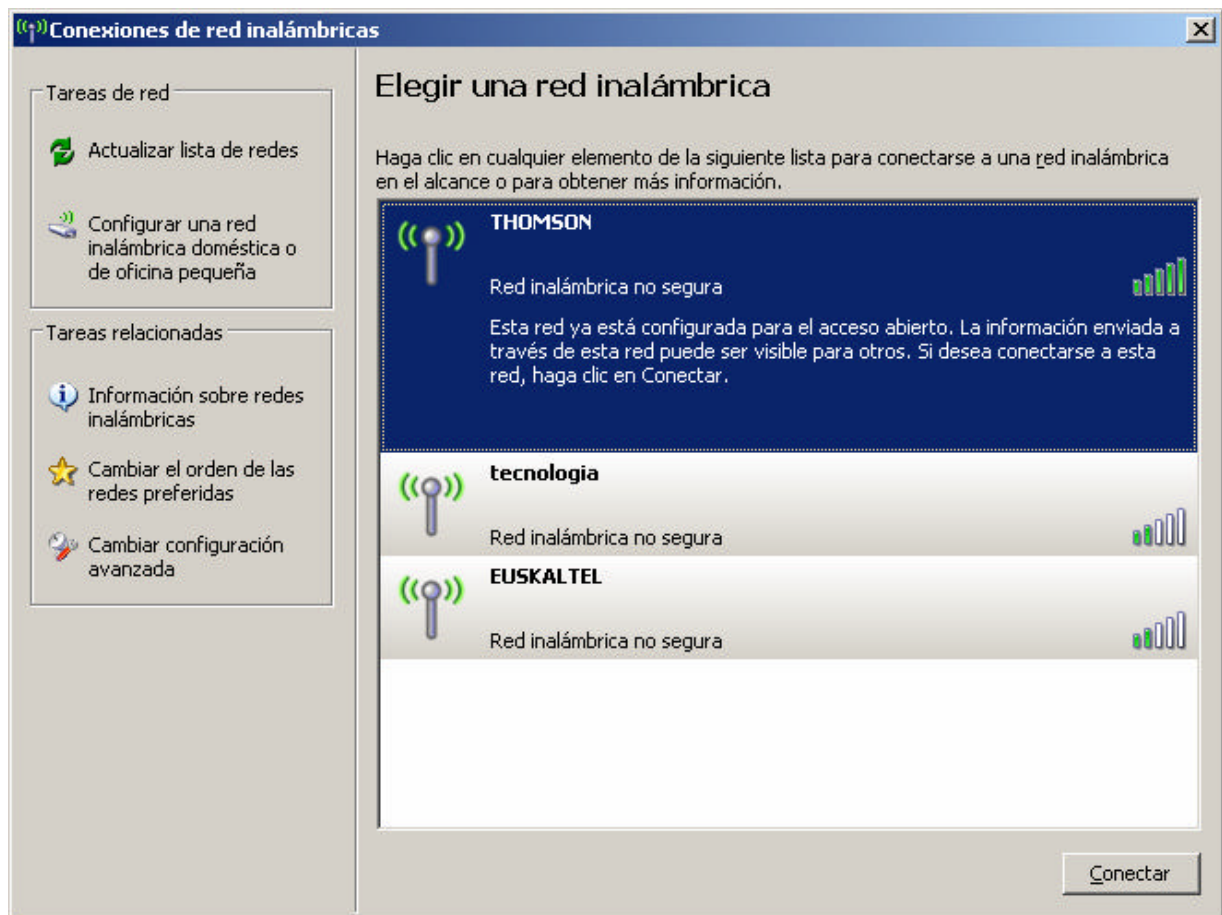 Conexiones de red inalámbricas
Tareas de red
Actualizar lista de redes
Configurar una red
inalámbrica doméstica o
de oficina pequeña
Tareas relacionadas
Información sobre redes
inalámbricas
Cambiar el orden de las
redes preferidas
Cambiar configuración
avanzada
Elegir una red inalámbrica
Haga clic en cualquier elemento de la siguiente lista para conectarse a una red inalámbrica
en el alcance o para obtener más información.
THOMSON
Red inalámbrica no segura
Esta red ya está configurada para el acceso abierto. La información enviada a
través de esta red puede ser visible para otros. Si desea conectarse a esta
red, haga clic en Conectar.
tecnologia
Red inalámbrica no segura
EUSKALTEL
Red inalámbrica no segura
Conectar